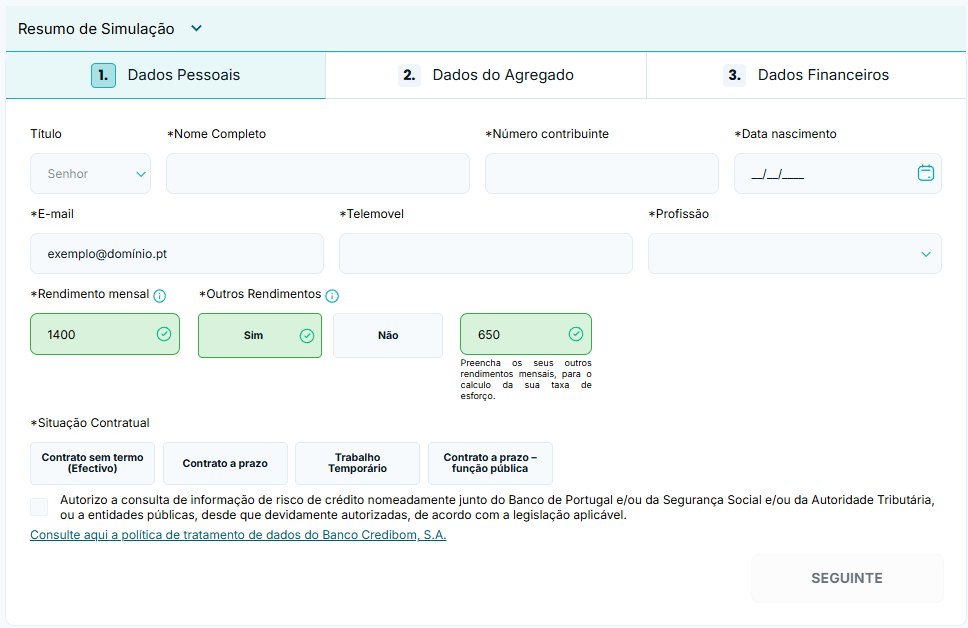 Resumo de Simulação
1. Dados Pessoais
2. Dados do Agregado
3. Dados Financeiros
Título
*Nome Completo
*Número contribuinte
*Data nascimento
Senhor
__/__/____
*E-mail
*Telemovel
*Profissão
exemplo@domínio.pt
*Rendimento mensal
*Outros Rendimentos
1400
Sim
Não
650
Preencha os seus outros
rendimentos mensais, para o
calculo da sua taxa de
esforço.
*Situação Contratual
Contrato sem termo
(Efectivo)
Contrato a prazo
Trabalho
Temporário
Contrato a prazo –
função pública
Autorizo a consulta de informação de risco de crédito nomeadamente junto do Banco de Portugal e/ou da Segurança Social e/ou da Autoridade Tributária,
ou a entidades públicas, desde que devidamente autorizadas, de acordo com a legislação aplicável.
Consulte aqui a política de tratamento de dados do Banco Credibom, S.A.
SEGUINTE